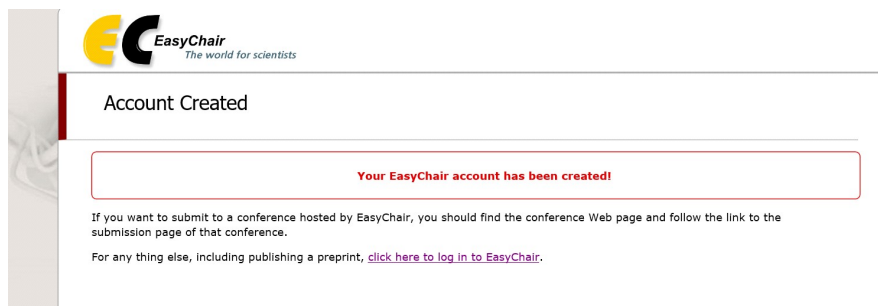 EC EasyChair
The world for scientists
Account Created
Your EasyChair account has been created!
If you want to submit to a conference hosted by EasyChair, you should find the conference Web page and follow the link to the
submission page of that conference.
For any thing else, including publishing a preprint, click here to log in to EasyChair.